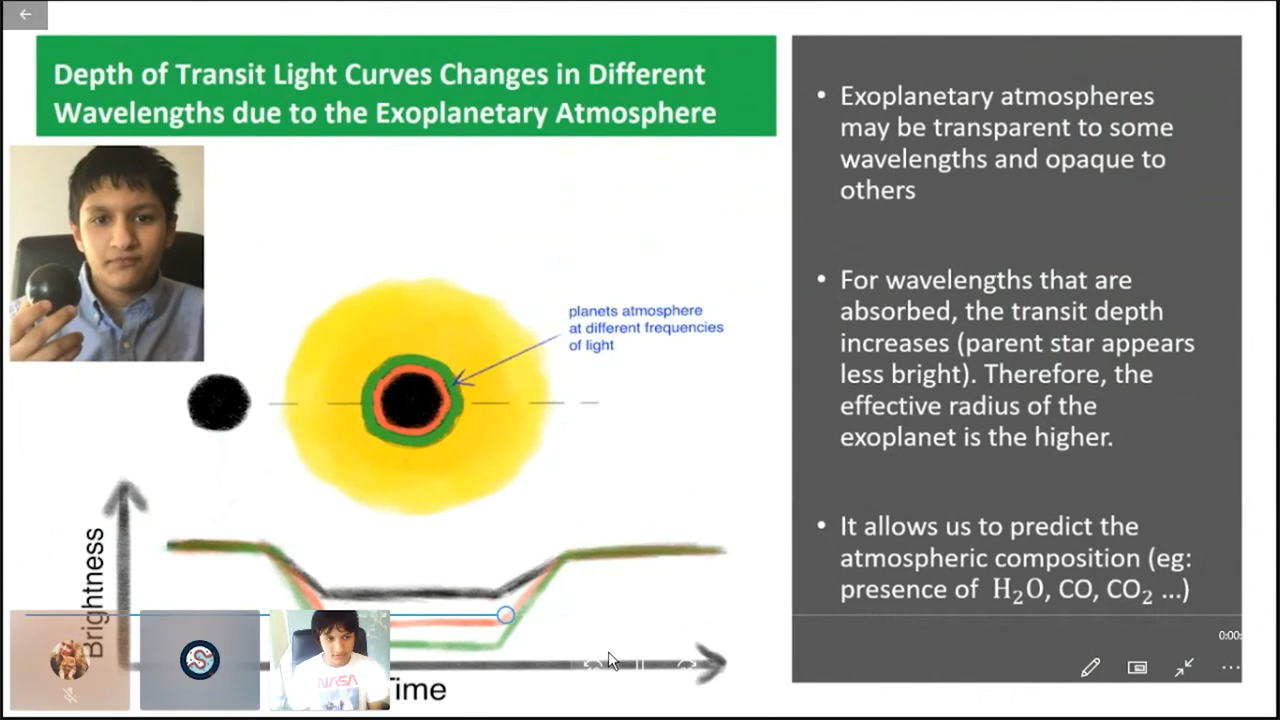 Depth of Transit Light Curves Changes in Different
Wavelengths due to the Exoplanetary Atmosphere
planets atmosphere
at different frequencies
of light
Brightness
Time
• Exoplanetary atmospheres
may be transparent to some
wavelengths and opaque to
others
• For wavelengths that are
absorbed, the transit depth
increases (parent star appears
less bright). Therefore, the
effective radius of the
exoplanet is the higher.
• It allows us to predict the
atmospheric composition (eg:
presence of H₂O, CO, CO₂ ...)
0:00:
NASA